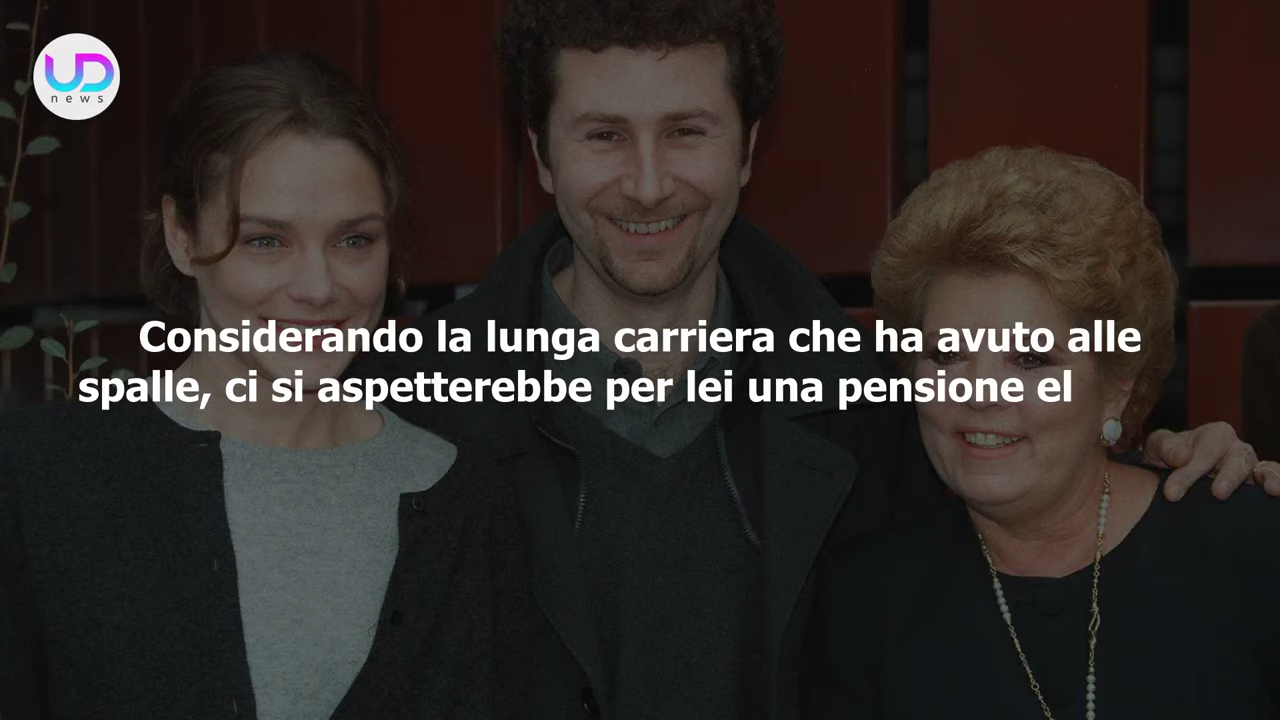 UD
news
Considerando la lunga carriera che ha avuto alle
spalle, ci si aspetterebbe per lei una pensione el